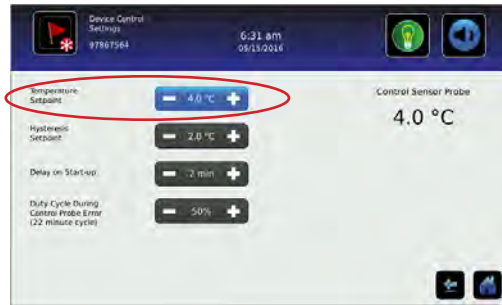 Device Control
Settings
97867564
6:31 am
05/15/2016
Temperature
Setpoint
4.0 °C
Control Sensor Probe
4.0 °C
Hysteresis
Setpoint
2.0 °C
Delay on Start-up
2 min
Duty Cycle During
Control Probe Error
(22 minute cycle)
50%